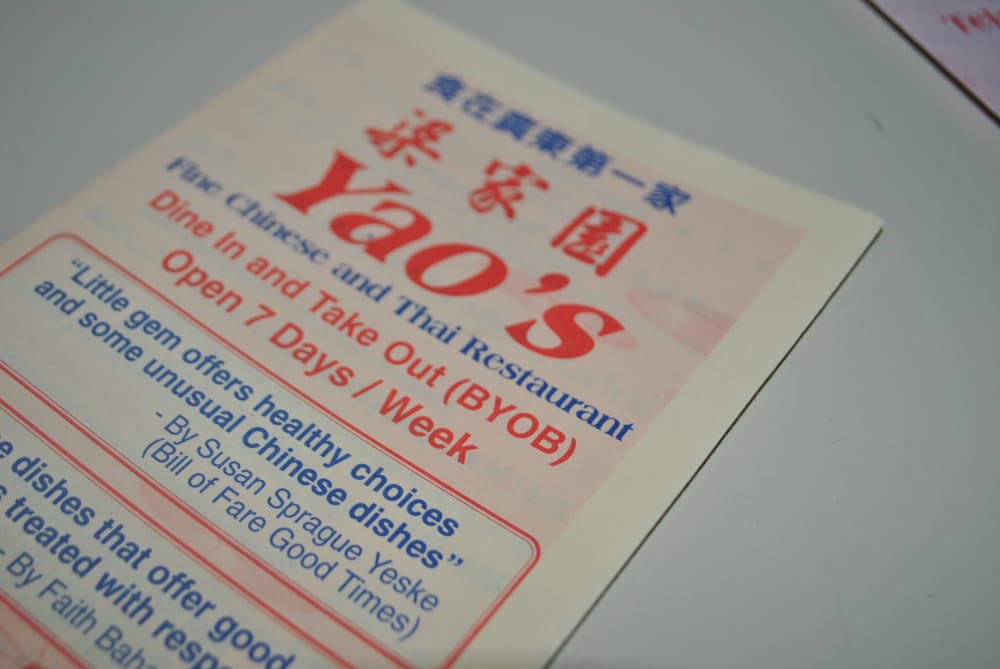 食在廣東第一家
梁家園
Yao's
Fine Chinese and Thai Restaurant
Dine In and Take Out (BYOB)
Open 7 Days / Week
"Little gem offers healthy choices
and some unusual Chinese dishes"
- By Susan Sprague Yeske
(Bill of Fare Good Times)
dishes that offer good
treated with
- By Faith